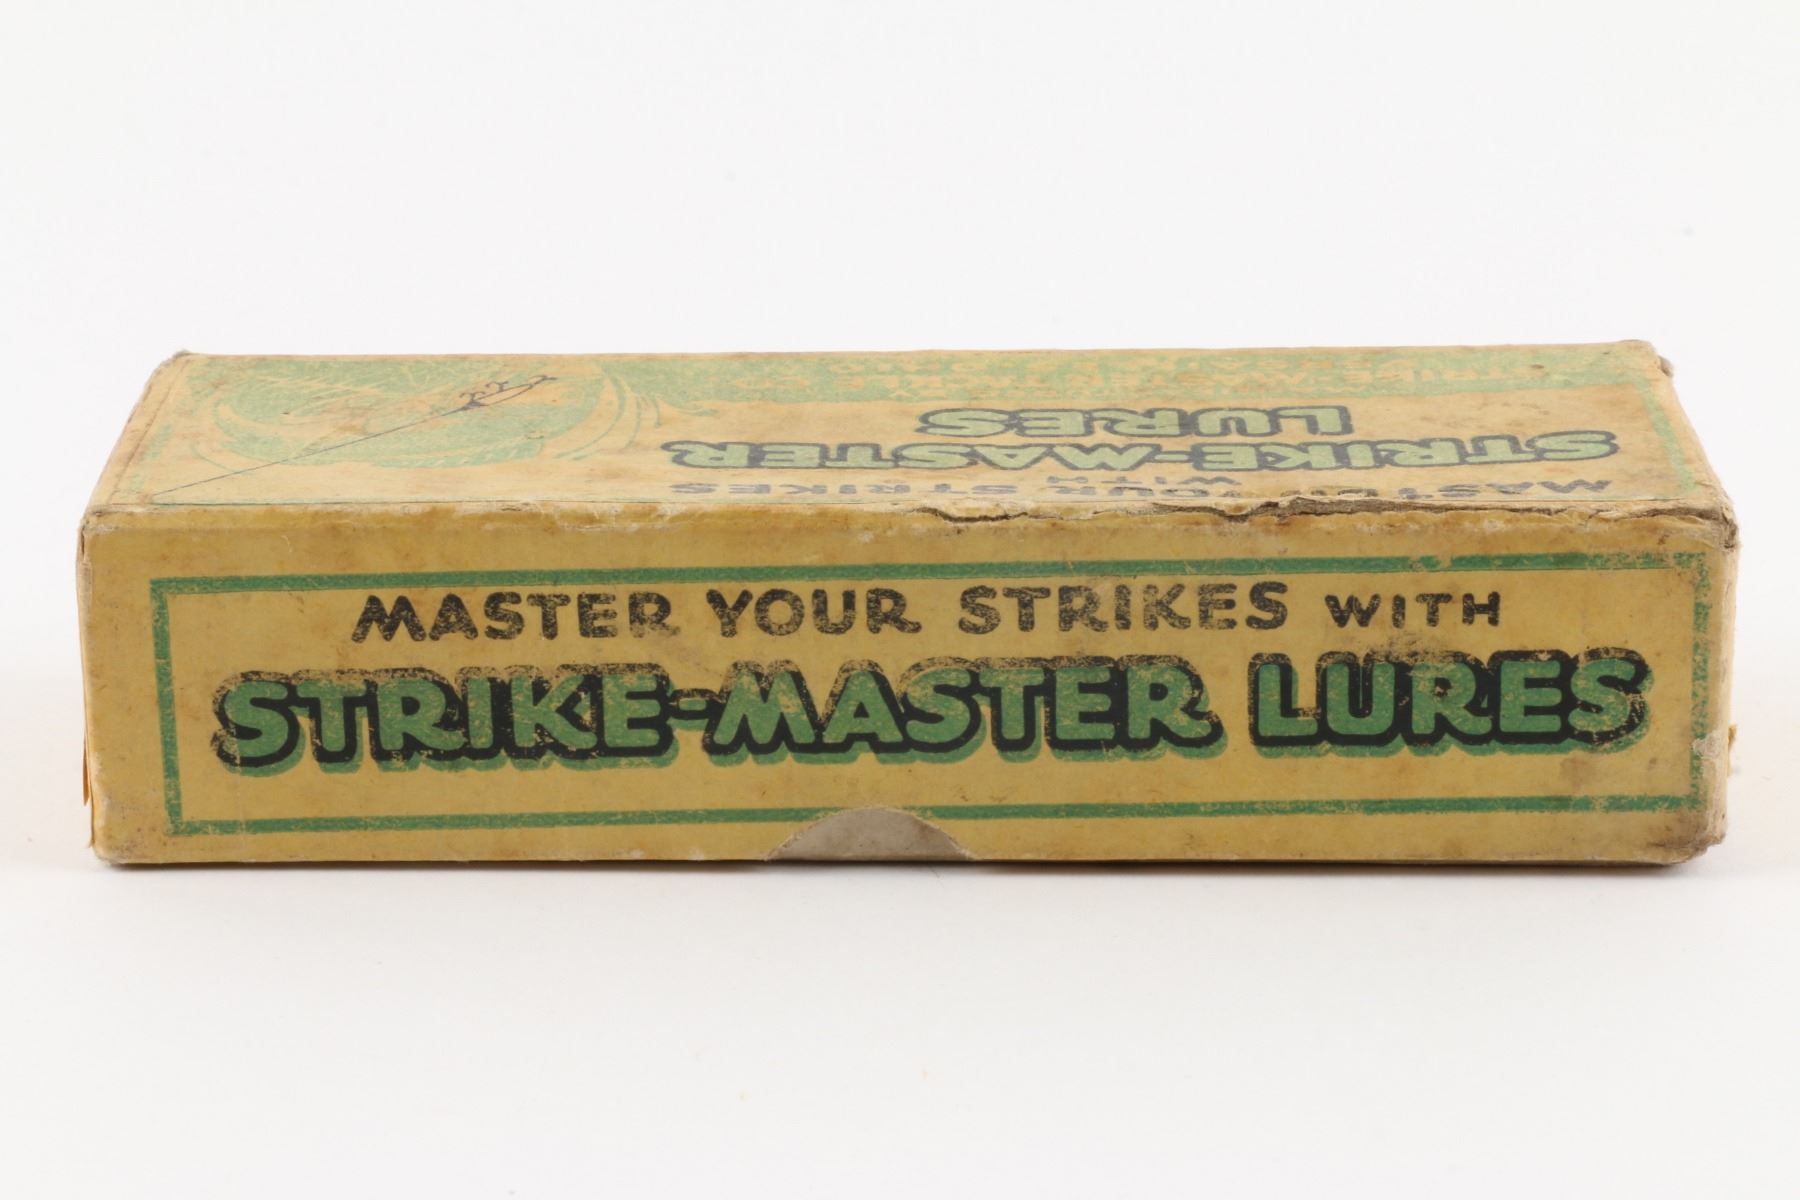 MASTER YOUR STRIKES WITH
STRIKE-MASTER LURES
MASTER YOUR STRIKES
WITH
STRIKE-MASTER
LURES